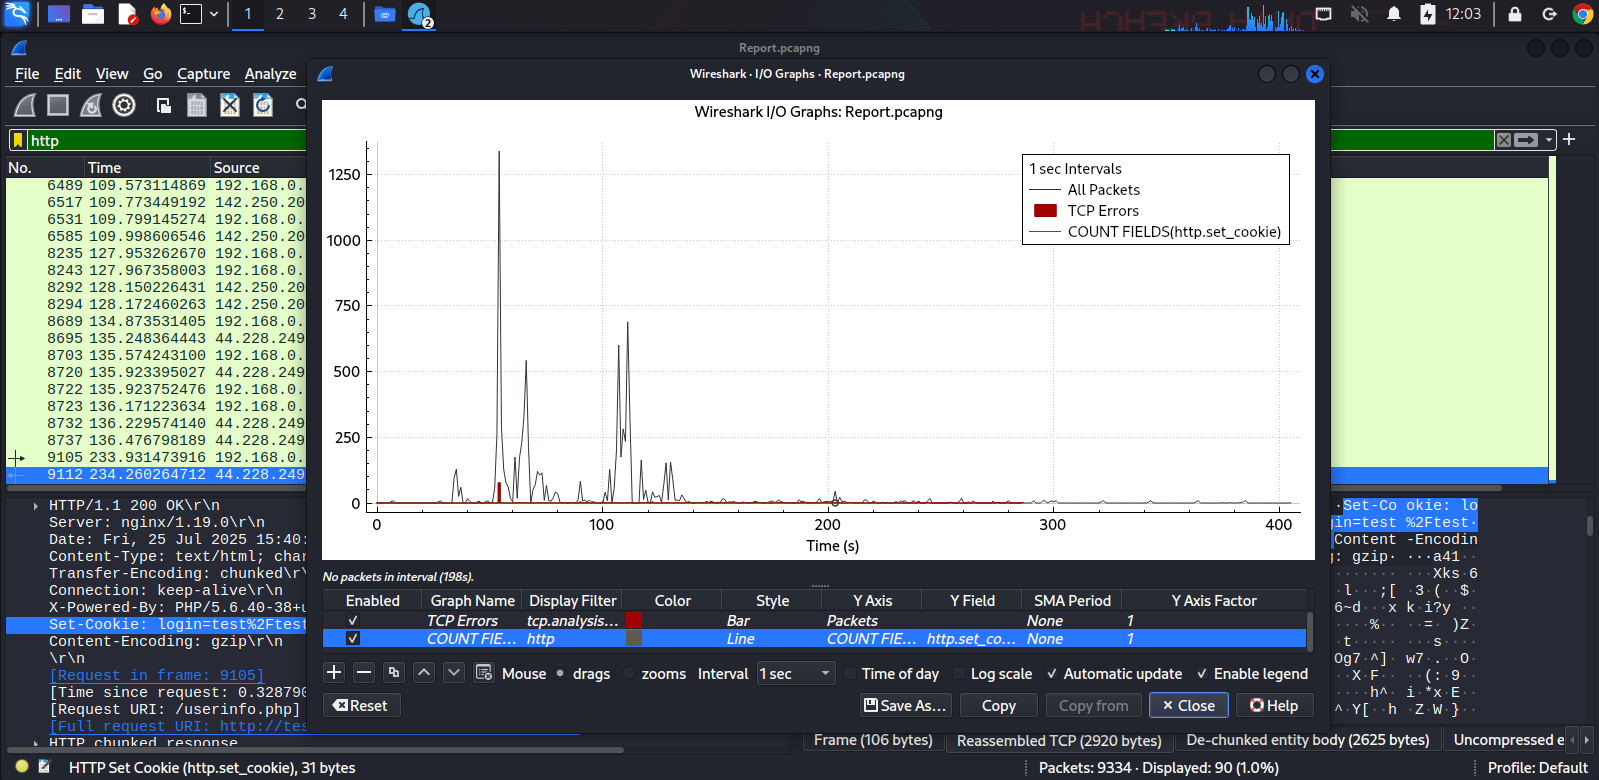 1 2 3 4 2 12:03
Report.pcapng
File Edit View Go Capture Analyze
Wireshark · I/O Graphs · Report.pcapng
http
No. Time Source
6489 109.573114869 192.168.0.
6517 109.773449192 142.250.20
6531 109.799145274 192.168.0.
6585 109.998606546 142.250.20
8235 127.953262670 192.168.0.
8243 127.967358003 192.168.0.
8292 128.150226431 142.250.20
8294 128.172460263 142.250.20
8689 134.873531405 192.168.0.
8695 135.248364443 44.228.249
8703 135.574243100 192.168.0.
8720 135.923395027 44.228.249
8722 135.923752476 192.168.0.
8723 136.171223634 192.168.0.
8732 136.229574140 44.228.249
8737 136.476798189 44.228.249
9105 233.931473916 192.168.0.
9112 234.260264712 44.228.249
Wireshark I/O Graphs: Report.pcapng
1250
1000
750
500
250
0
0 100 200 300 400
Time (s)
1 sec Intervals
All Packets
TCP Errors
COUNT FIELDS(http.set_cookie)
No packets in interval (198s).
Enabled Graph Name Display Filter Color Style Y Axis Y Field SMA Period Y Axis Factor
TCP Errors tcp.analysis... Bar Packets None 1
COUNT FIE... http Line COUNT FIE... http.set_co... None 1
Mouse drags zooms Interval 1 sec Time of day Log scale Automatic update Enable legend
Reset Save As... Copy Copy from Close Help
HTTP/1.1 200 OK\r\n
Server: nginx/1.19.0\r\n
Date: Fri, 25 Jul 2025 15:40:
Content-Type: text/html; char
Transfer-Encoding: chunked\r\
Connection: keep-alive\r\n
X-Powered-By: PHP/5.6.40-38+u
Set-Cookie: login=test%2Ftest
Content-Encoding: gzip\r\n
\r\n
[Request in frame: 9105]
[Time since request: 0.328790
[Request URI: /userinfo.php]
[Full request URI: http://tes
HTTP chunked response
·Set-Co okie: lo
gin=test %2Ftest·
Content -Encodin
g: gzip· ···a41··
········ ···Xks·6
··l··;[ ·3·(··$·
6~d···x k·i?y···
····%··· ·=··)Z·
··t····· ··s····
Og7·^]· w7·.··O·
··X·F··· ··(:·9··
····h^·· i·*x·E··
^·Y[··h ·Z·W·}··
Frame (106 bytes) Reassembled TCP (2920 bytes) De-chunked entity body (2625 bytes) Uncompressed e
HTTP Set Cookie (http.set_cookie), 31 bytes Packets: 9334 · Displayed: 90 (1.0%) Profile: Default